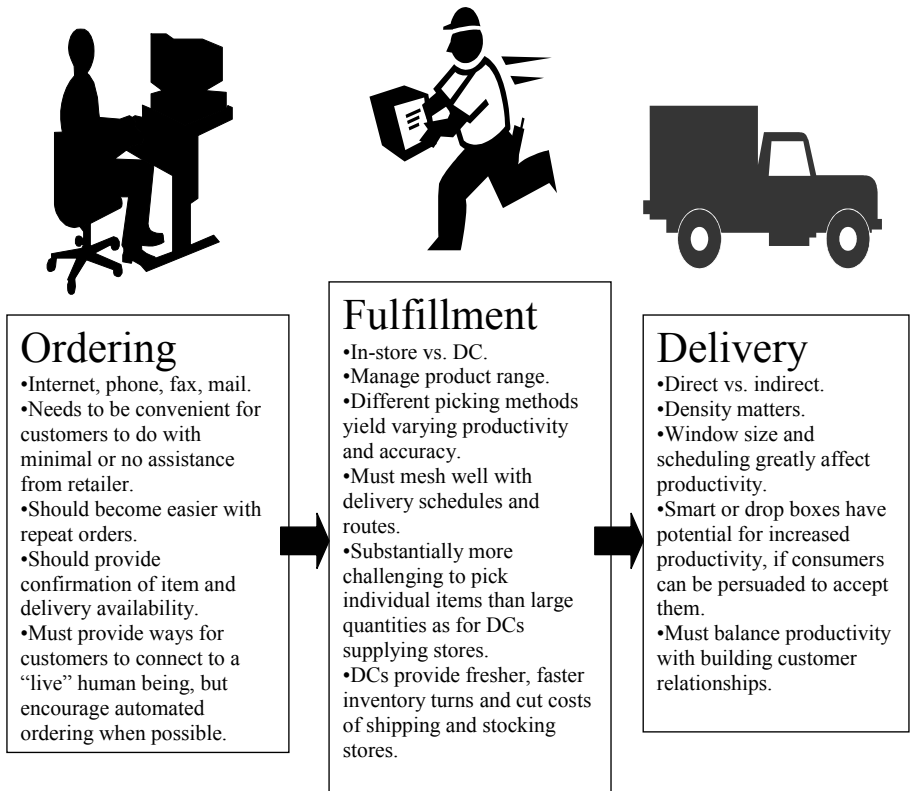 Ordering
•Internet, phone, fax, mail.
•Needs to be convenient for
customers to do with
minimal or no assistance
from retailer.
•Should become easier with
repeat orders.
•Should provide
confirmation of item and
delivery availability.
•Must provide ways for
customers to connect to a
“live” human being, but
encourage automated
ordering when possible.
Fulfillment
•In-store vs. DC.
•Manage product range.
•Different picking methods
yield varying productivity
and accuracy.
•Must mesh well with
delivery schedules and
routes.
•Substantially more
challenging to pick
individual items than large
quantities as for DCs
supplying stores.
•DCs provide fresher, faster
inventory turns and cut costs
of shipping and stocking
stores.
Delivery
•Direct vs. indirect.
•Density matters.
•Window size and
scheduling greatly affect
productivity.
•Smart or drop boxes have
potential for increased
productivity, if consumers
can be persuaded to accept
them.
•Must balance productivity
with building customer
relationships.